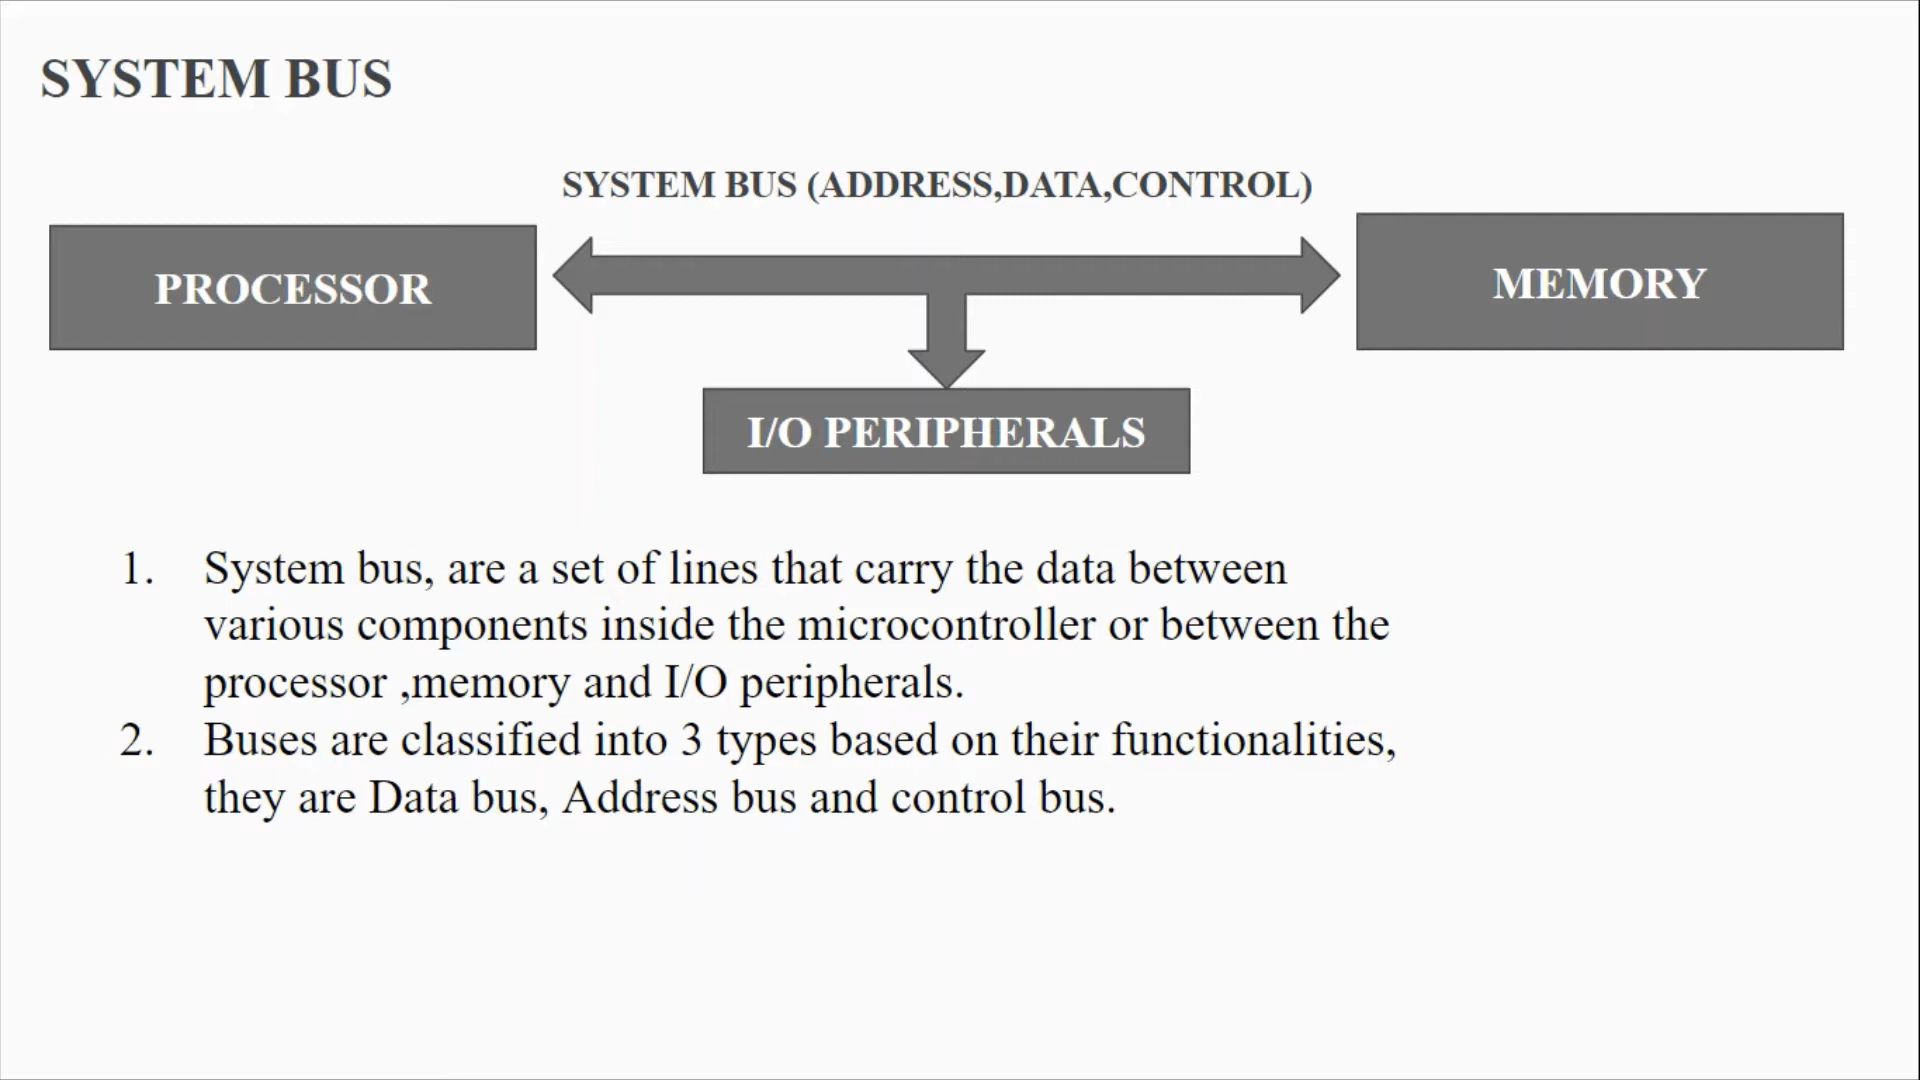 SYSTEM BUS
SYSTEM BUS (ADDRESS,DATA,CONTROL)
PROCESSOR
MEMORY
I/O PERIPHERALS
1. System bus, are a set of lines that carry the data between
various components inside the microcontroller or between the
processor ,memory and I/O peripherals.
2. Buses are classified into 3 types based on their functionalities,
they are Data bus, Address bus and control bus.